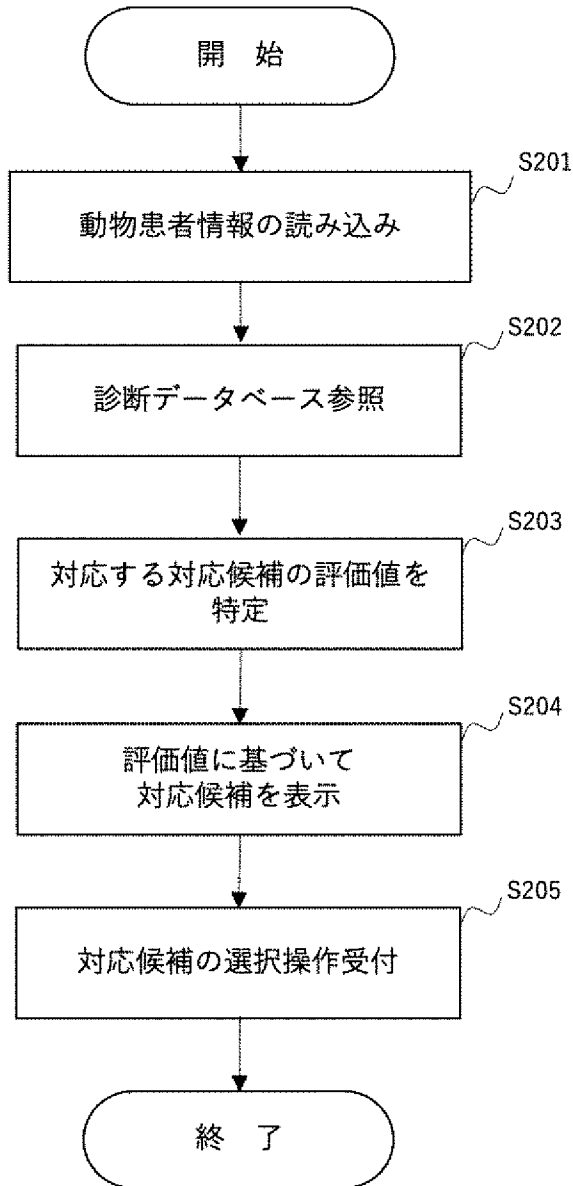 開 始
S201
動物患者情報の読み込み
S202
診断データベース参照
S203
対応する対応候補の評価値を
特定
S204
評価値に基づいて
対応候補を表示
S205
対応候補の選択操作受付
終 了